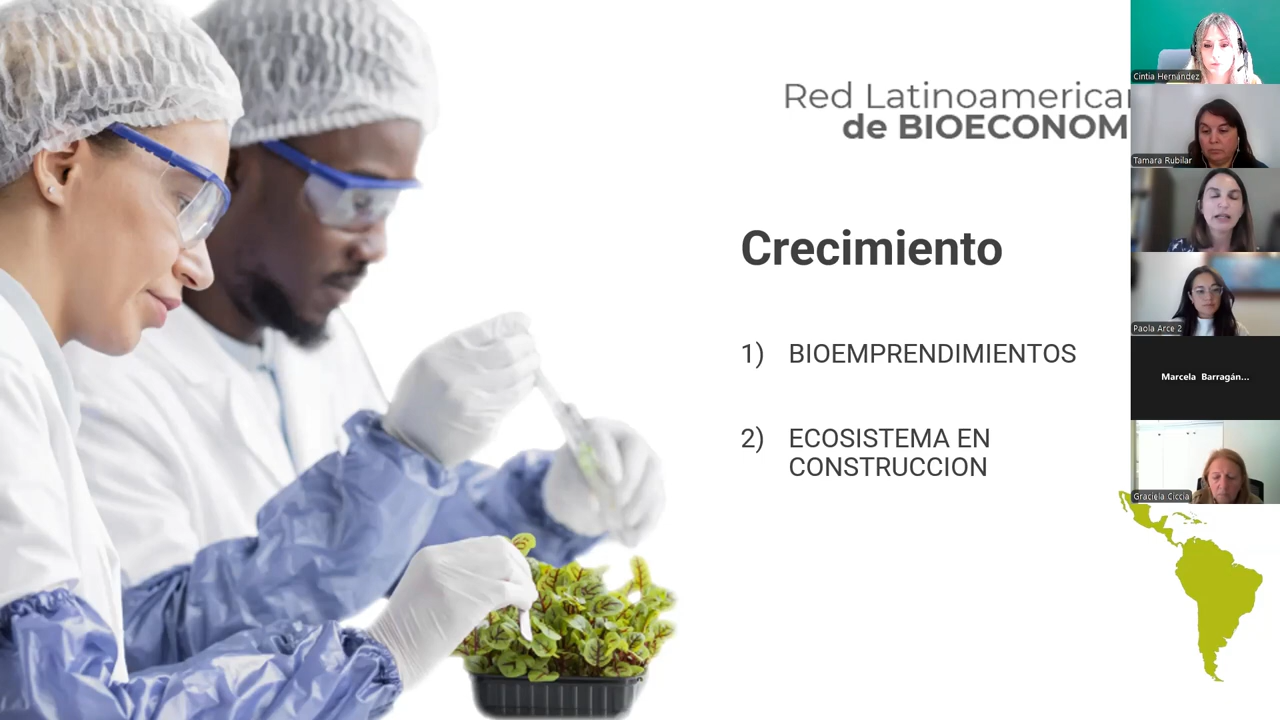 Red Latinoamerican
de BIOECONOM
Crecimiento
1) BIOEMPRENDIMIENTOS
2) ECOSISTEMA EN
CONSTRUCCION
Cintia Hernández
Tamara Rubilar
Paola Arce 2
Marcela Barragán...
Graciela Ciccia